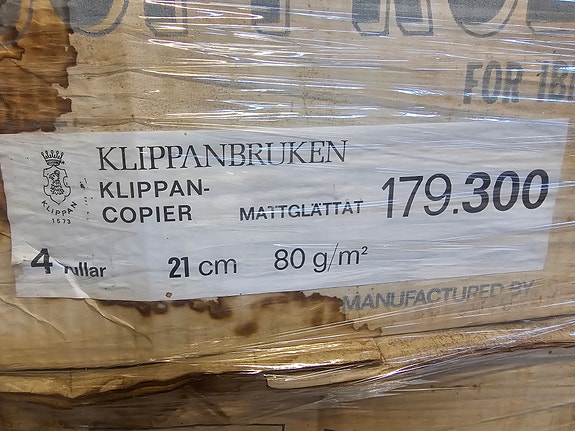 FOR
KLIPPANBRUKEN
KLIPPAN-
COPIER
MATTGLÄTTAT
179.300
KLIPPAN
1573
4 rullar
21 cm
80 g/m²
MANUFACTURED BY